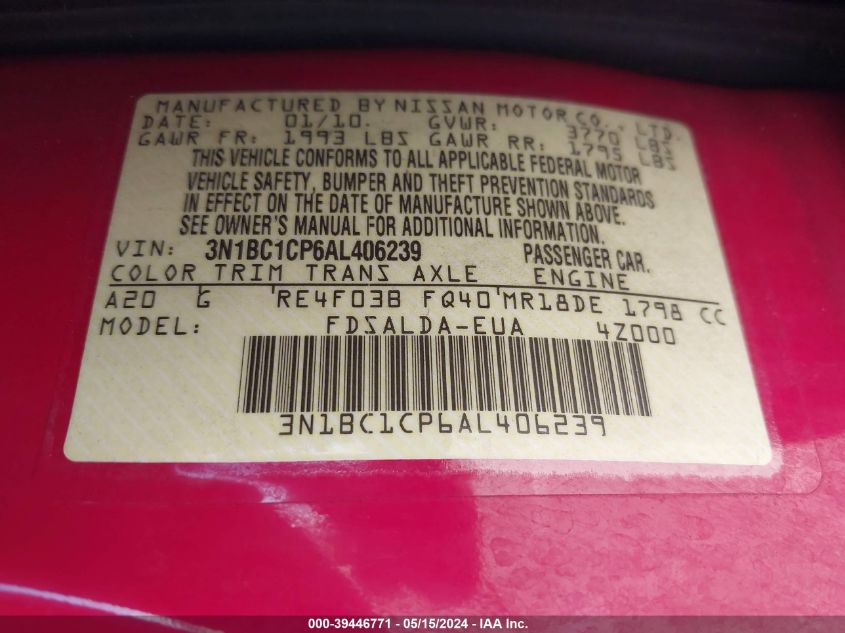 MANUFACTURED BY NISSAN MOTOR CO., LTD.
DATE: 01/10. GVWR: 3770 LBS
GAWR FR: 1993 LBS GAWR RR: 1795 LBS
THIS VEHICLE CONFORMS TO ALL APPLICABLE FEDERAL MOTOR
VEHICLE SAFETY, BUMPER AND THEFT PREVENTION STANDARDS
IN EFFECT ON THE DATE OF MANUFACTURE SHOWN ABOVE.
SEE OWNER'S MANUAL FOR ADDITIONAL INFORMATION.
VIN: 3N1BC1CP6AL406239 PASSENGER CAR.
COLOR TRIM TRANS AXLE ENGINE
A20 G RE4F03B FQ40 MR18DE 1798 CC
MODEL: FDSALDA-EUA 4Z000
3N1BC1CP6AL406239
000-39446771 - 05/15/2024 - IAA Inc.